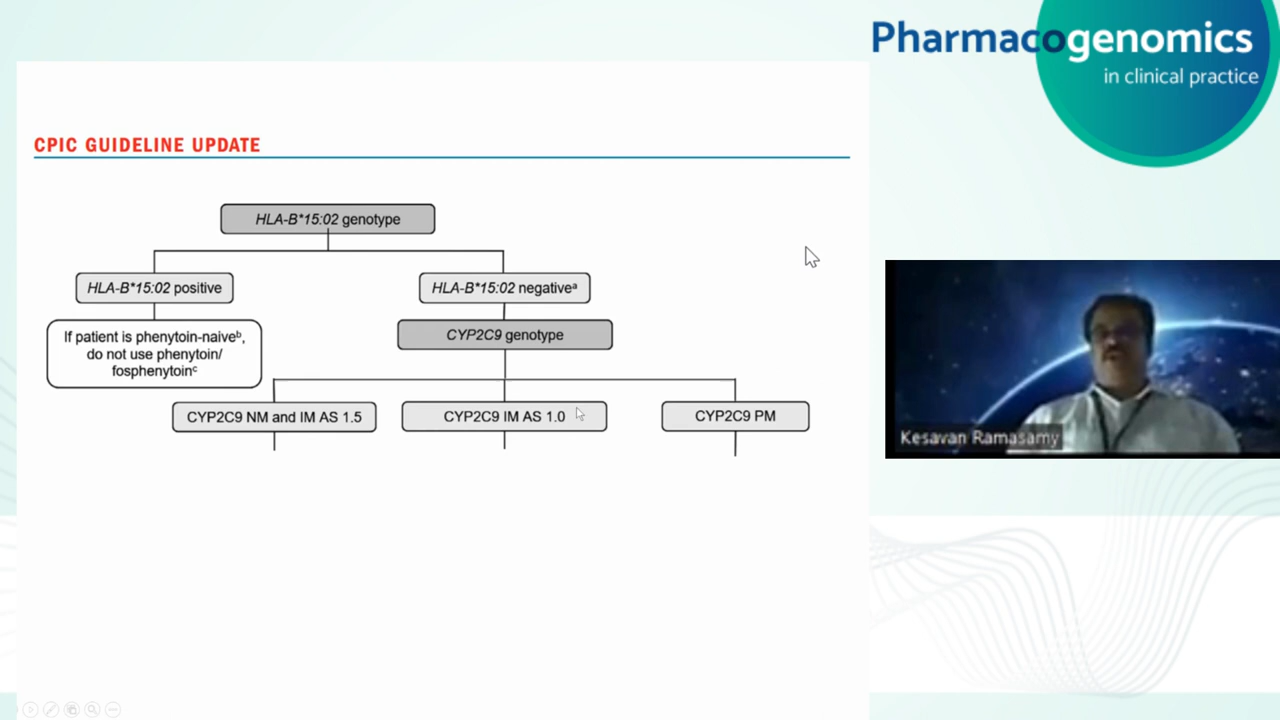 Pharmacogenomics
in clinical practice
CPIC GUIDELINE UPDATE
HLA-B*15:02 genotype
HLA-B*15:02 positive
HLA-B*15:02 negativeᵃ
If patient is phenytoin-naiveᵇ,
do not use phenytoin/
fosphenytoinᶜ
CYP2C9 genotype
CYP2C9 NM and IM AS 1.5
CYP2C9 IM AS 1.0
CYP2C9 PM
Kesavan Ramasamy